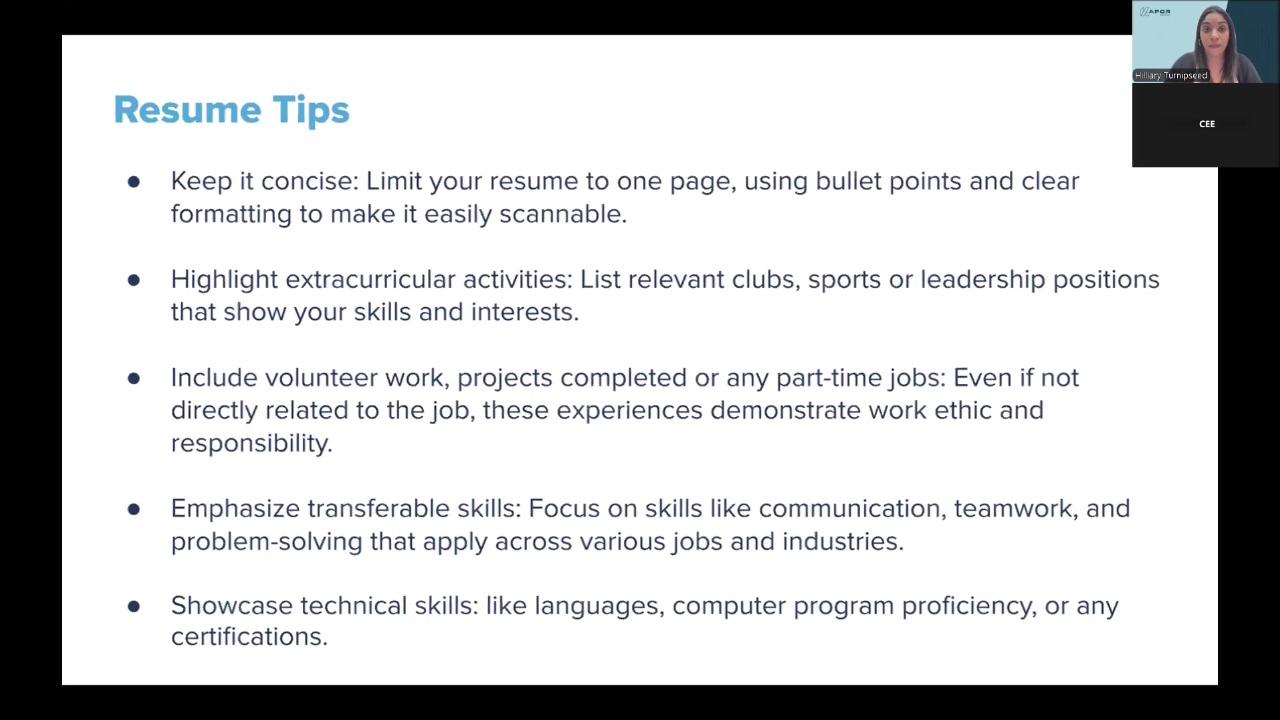 Resume Tips
● Keep it concise: Limit your resume to one page, using bullet points and clear
formatting to make it easily scannable.
● Highlight extracurricular activities: List relevant clubs, sports or leadership positions
that show your skills and interests.
● Include volunteer work, projects completed or any part-time jobs: Even if not
directly related to the job, these experiences demonstrate work ethic and
responsibility.
● Emphasize transferable skills: Focus on skills like communication, teamwork, and
problem-solving that apply across various jobs and industries.
● Showcase technical skills: like languages, computer program proficiency, or any
certifications.
Hilliary Turnipseed
CEE